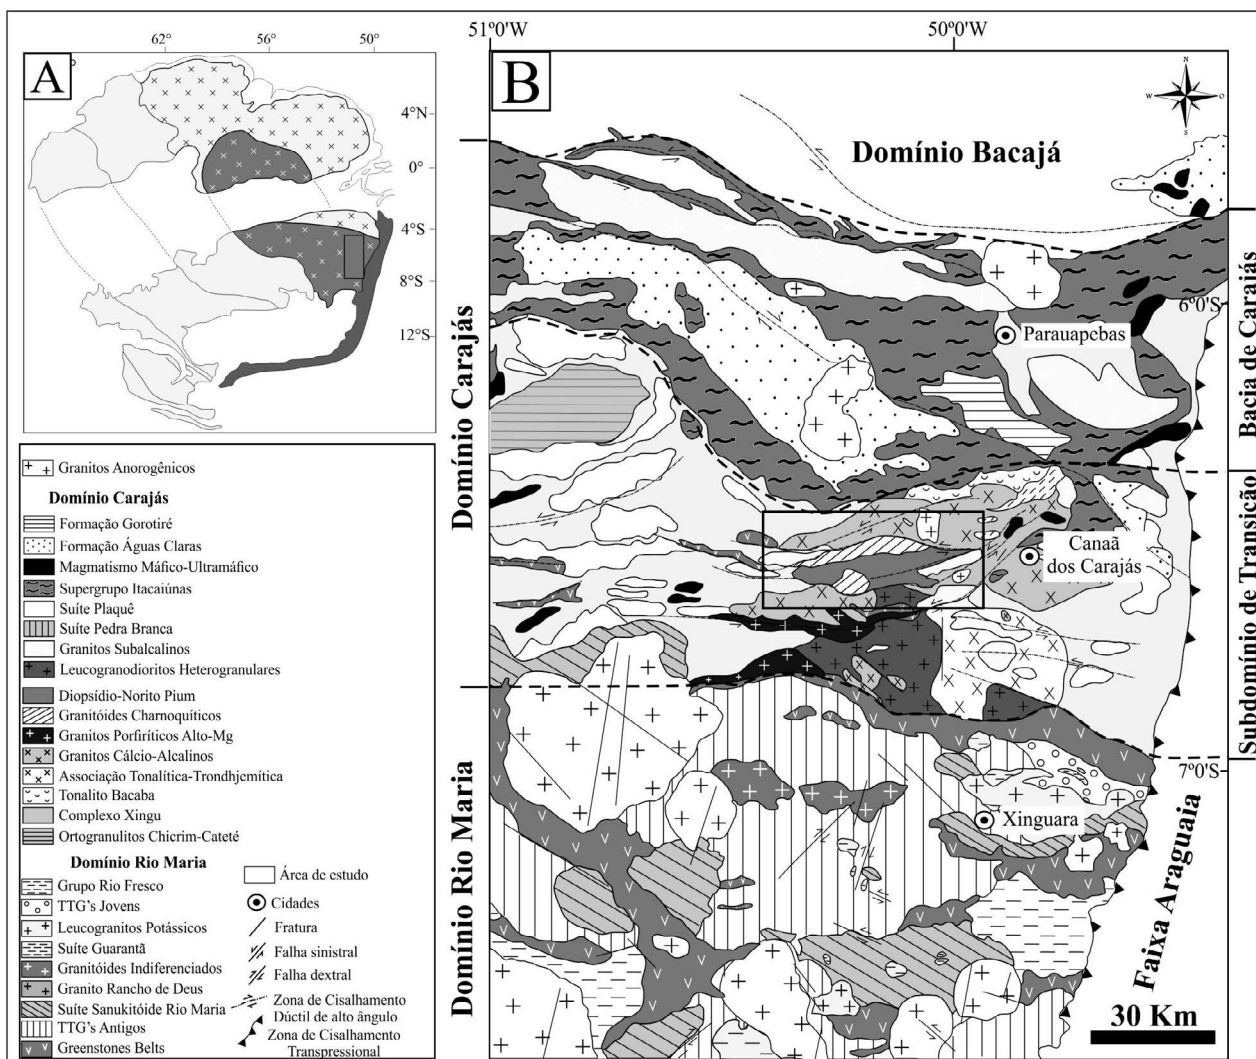 A
62°
56°
50°
4°N
0°
4°S
8°S
12°S
Granitos Anorogênicos
Domínio Carajás
Formação Gorotiré
Formação Águas Claras
Magmatismo Máfico-Ultramáfico
Supergrupo Itacaiúnas
Suíte Plaquê
Suíte Pedra Branca
Granitos Subalcalinos
Leucogranodioritos Heterogranulares
Diopsídio-Norito Pium
Granitóides Charnoquíticos
Granitos Porfiríticos Alto-Mg
Granitos Cálcio-Alcalinos
Associação Tonalítica-Trondhjemítica
Tonalito Bacaba
Complexo Xingu
Ortogranulitos Chicrim-Cateté
Domínio Rio Maria
Grupo Rio Fresco
TTG's Jovens
Leucogranitos Potássicos
Suíte Guarantã
Granitóides Indiferenciados
Granito Rancho de Deus
Suíte Sanukitóide Rio Maria
TTG's Antigos
Greenstones Belts
Área de estudo
Cidades
Fratura
Falha sinistral
Falha dextral
Zona de Cisalhamento
Dúctil de alto ângulo
Zona de Cisalhamento
Transpressional
51°0'W
50°0'W
B
N
W
O
S
Domínio Bacajá
6°0'S
Parauapebas
Canaã
dos Carajás
7°0'S
Xinguara
Domínio Carajás
Domínio Rio Maria
Bacia de Carajás
Subdomínio de Transição
Faixa Araguaia
30 Km